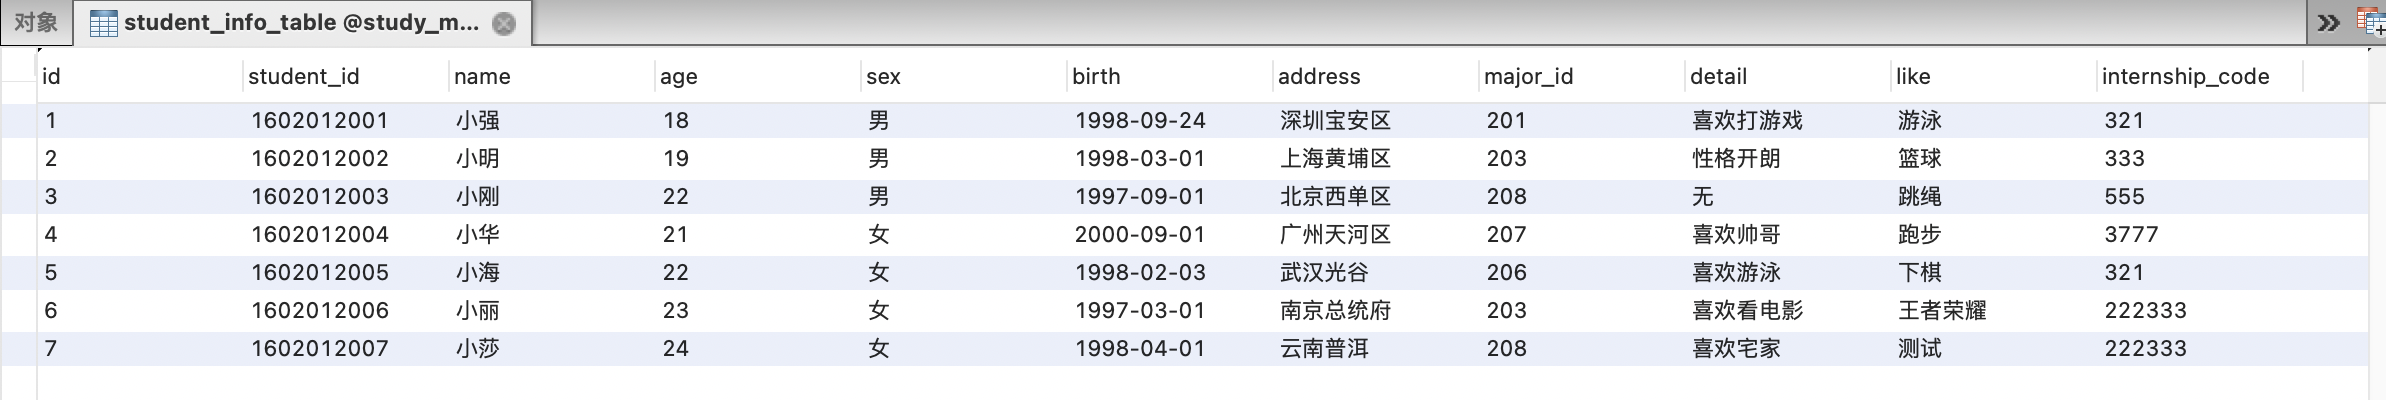 对象 student_info_table @study_m...
id student_id name age sex birth address major_id detail like internship_code
1 1602012001 小强 18 男 1998-09-24 深圳宝安区 201 喜欢打游戏 游泳 321
2 1602012002 小明 19 男 1998-03-01 上海黄埔区 203 性格开朗 篮球 333
3 1602012003 小刚 22 男 1997-09-01 北京西单区 208 无 跳绳 555
4 1602012004 小华 21 女 2000-09-01 广州天河区 207 喜欢帅哥 跑步 3777
5 1602012005 小海 22 女 1998-02-03 武汉光谷 206 喜欢游泳 下棋 321
6 1602012006 小丽 23 女 1997-03-01 南京总统府 203 喜欢看电影 王者荣耀 222333
7 1602012007 小莎 24 女 1998-04-01 云南普洱 208 喜欢宅家 测试 222333